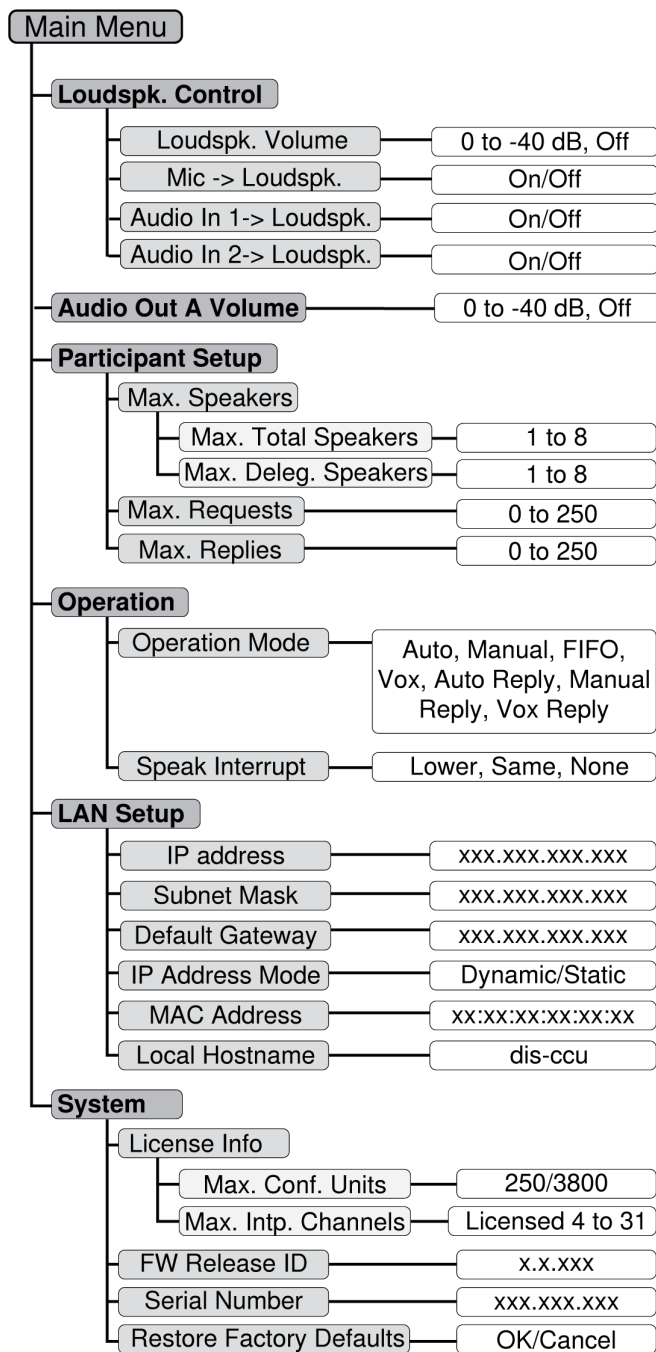 Main Menu
Loudspk. Control
Loudspk. Volume 0 to -40 dB, Off
Mic -> Loudspk. On/Off
Audio In 1-> Loudspk. On/Off
Audio In 2-> Loudspk. On/Off
Audio Out A Volume 0 to -40 dB, Off
Participant Setup
Max. Speakers
Max. Total Speakers 1 to 8
Max. Deleg. Speakers 1 to 8
Max. Requests 0 to 250
Max. Replies 0 to 250
Operation
Operation Mode Auto, Manual, FIFO,
Vox, Auto Reply, Manual
Reply, Vox Reply
Speak Interrupt Lower, Same, None
LAN Setup
IP address xxx.xxx.xxx.xxx
Subnet Mask xxx.xxx.xxx.xxx
Default Gateway xxx.xxx.xxx.xxx
IP Address Mode Dynamic/Static
MAC Address xx:xx:xx:xx:xx:xx
Local Hostname dis-ccu
System
License Info
Max. Conf. Units 250/3800
Max. Intp. Channels Licensed 4 to 31
FW Release ID x.x.xxx
Serial Number xxx.xxx.xxx
Restore Factory Defaults OK/Cancel